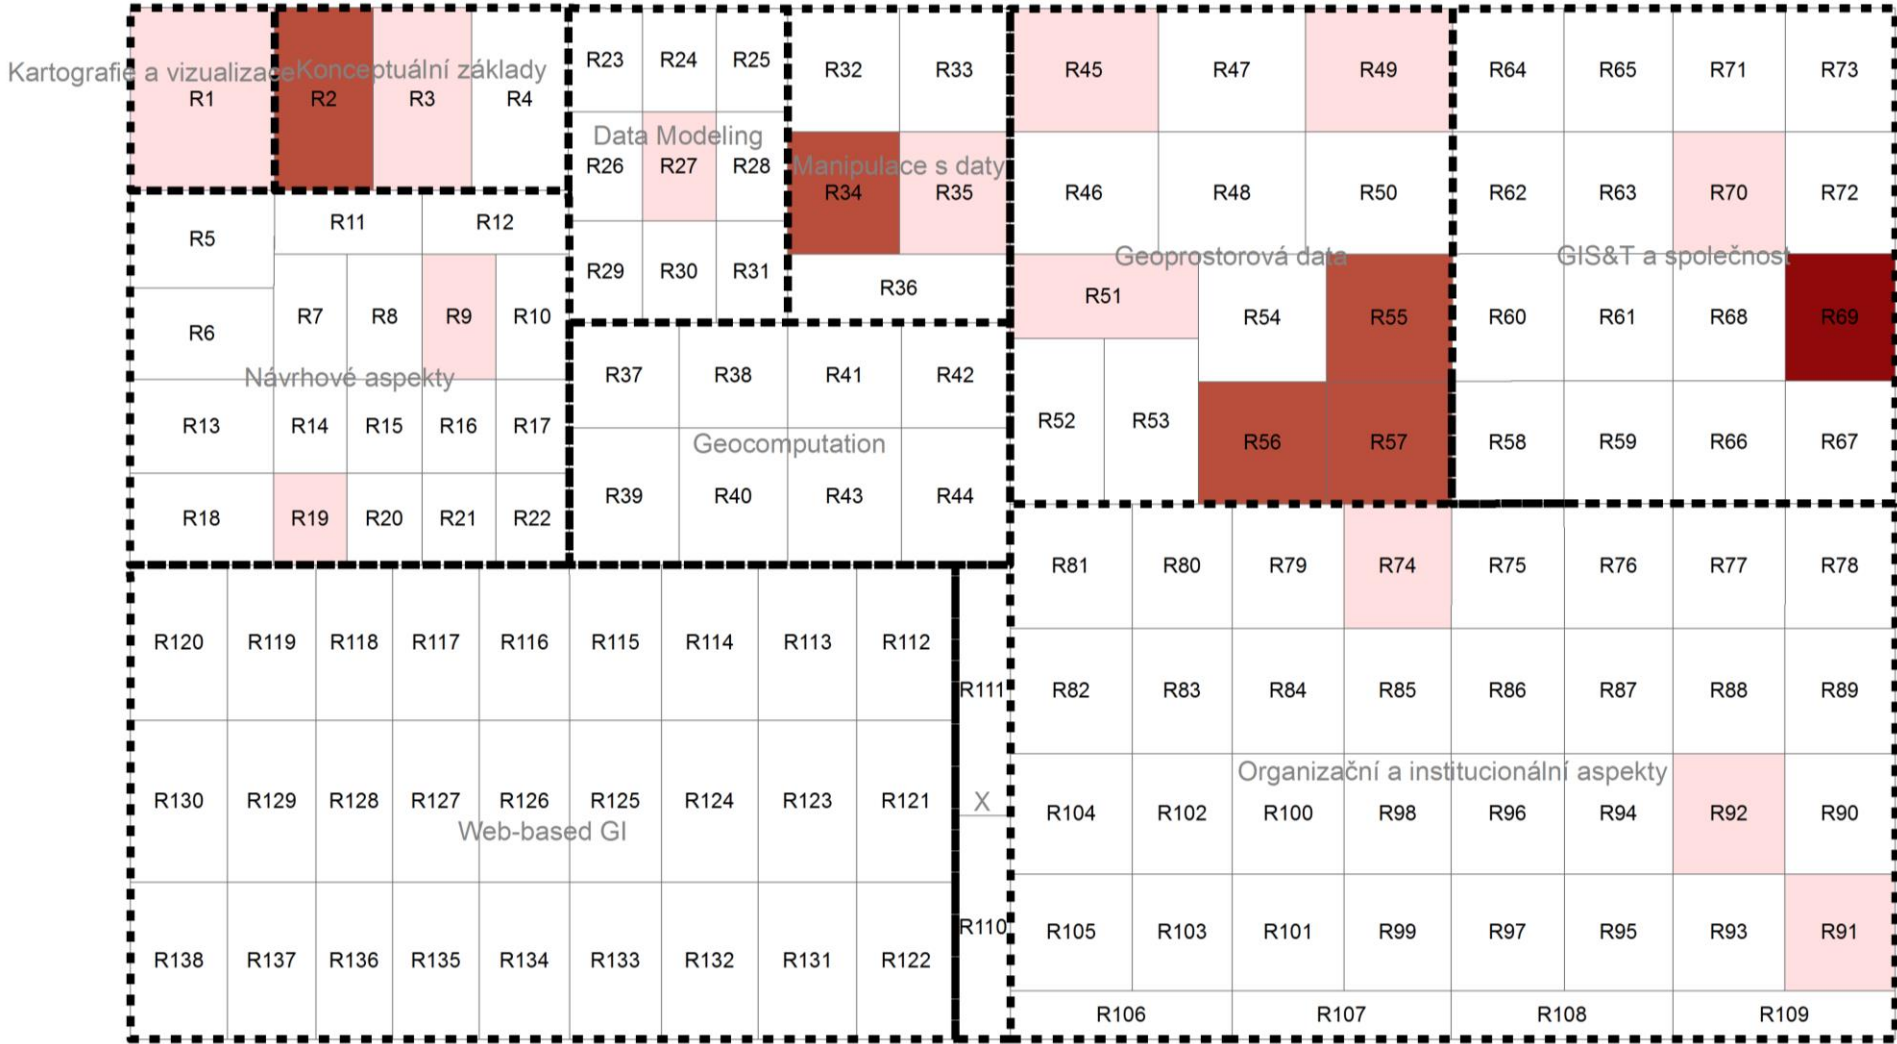 R23 R24 R25
R32 R33
R45 R47 R49
R64 R65 R71 R73
Kartografie a vizualizace Konceptuální základy
R1 R2 R3 R4
Data Modeling
R26 R27 R28
Manipulace s daty
R34 R35
R46 R48 R50
R62 R63 R70 R72
R5 R11 R12
Geoprostorová data
GIS&T a společnost
R29 R30 R31
R36
R51
R6 R7 R8 R9 R10
R54 R55
R60 R61 R68 R69
Návrhové aspekty
R37 R38 R41 R42
R13 R14 R15 R16 R17
R52 R53
R56 R57
R58 R59 R66 R67
Geocomputation
R39 R40 R43 R44
R18 R19 R20 R21 R22
R81 R80 R79 R74 R75 R76 R77 R78
R120 R119 R118 R117 R116 R115 R114 R113 R112
R111
R82 R83 R84 R85 R86 R87 R88 R89
Organizační a institucionální aspekty
R130 R129 R128 R127 R126 R125 R124 R123 R121
X
R104 R102 R100 R98 R96 R94 R92 R90
Web-based GI
R110
R105 R103 R101 R99 R97 R95 R93 R91
R138 R137 R136 R135 R134 R133 R132 R131 R122
R106 R107 R108 R109